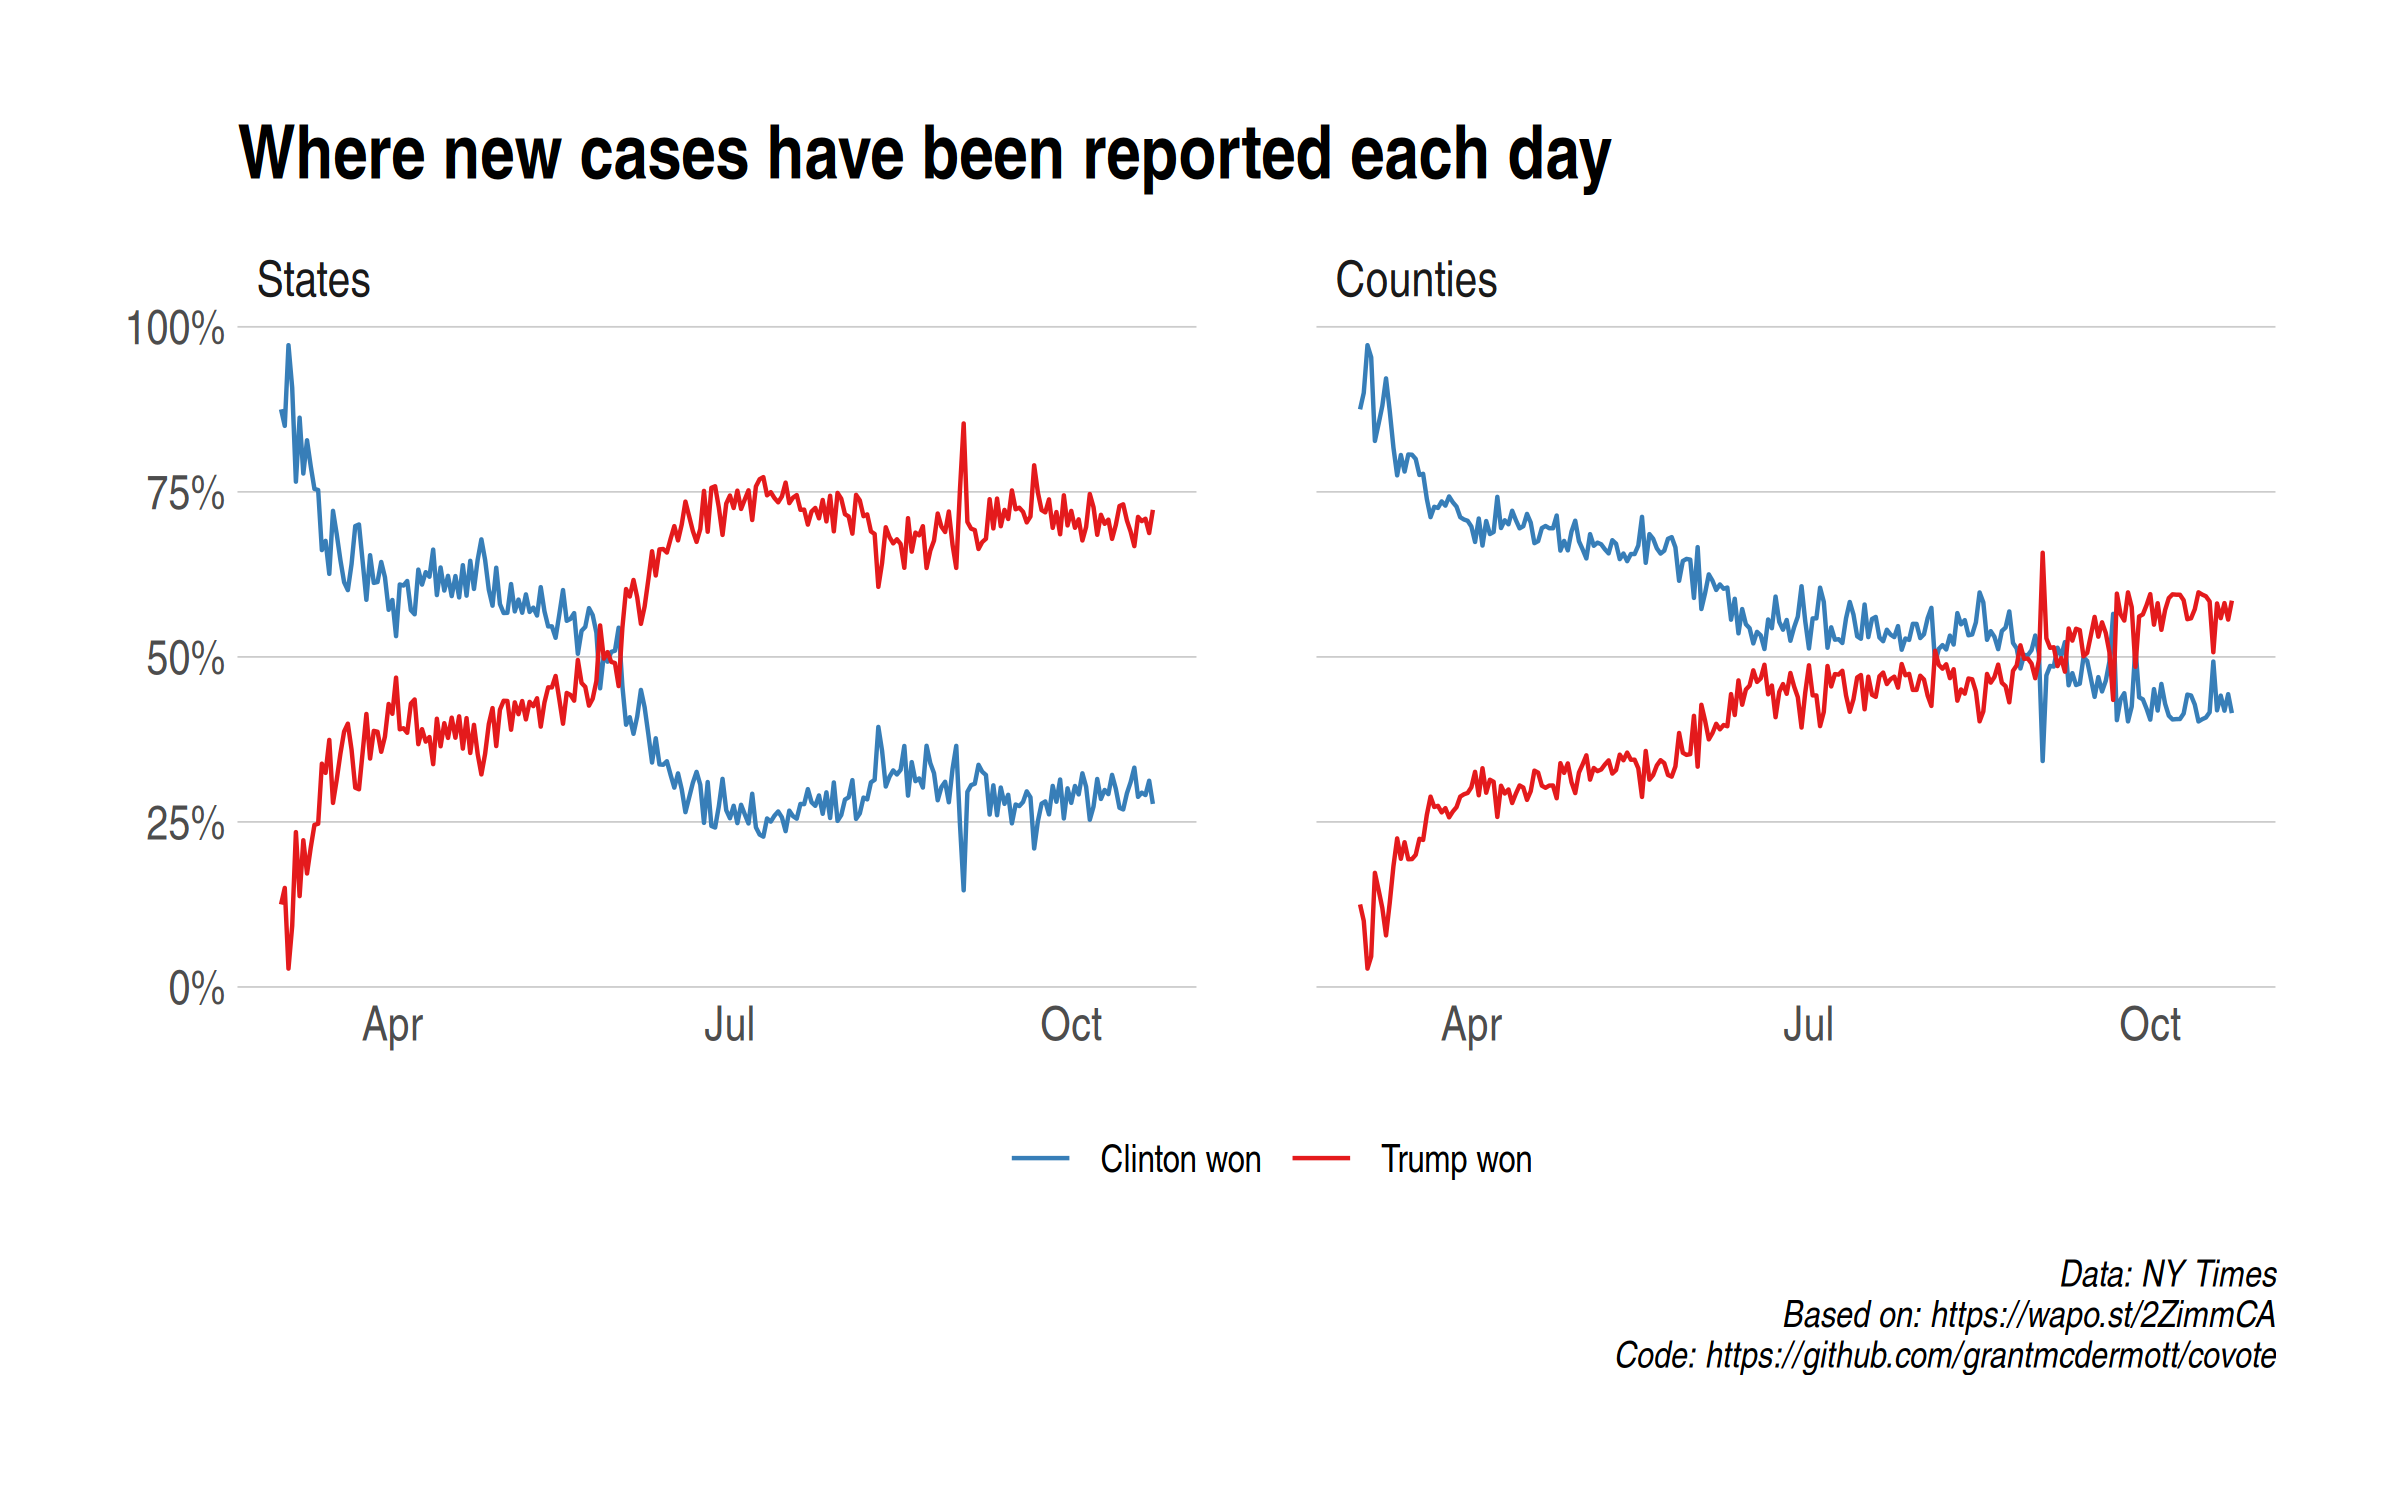 Where new cases have been reported each day
States
Counties
100%
75%
50%
25%
0%
Apr
Jul
Oct
Apr
Jul
Oct
Clinton won
Trump won
Data: NY Times
Based on: https://wapo.st/2ZimmCA
Code: https://github.com/grantmcdermott/covote